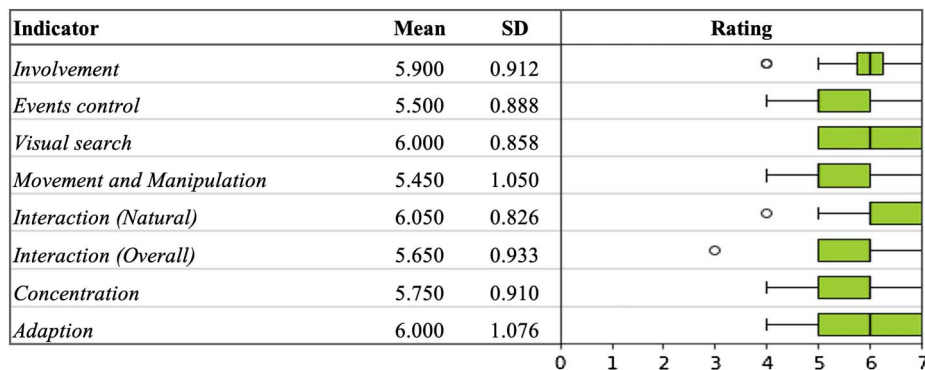 Indicator Mean SD Rating
Involvement 5.900 0.912
Events control 5.500 0.888
Visual search 6.000 0.858
Movement and Manipulation 5.450 1.050
Interaction (Natural) 6.050 0.826
Interaction (Overall) 5.650 0.933
Concentration 5.750 0.910
Adaption 6.000 1.076
0 1 2 3 4 5 6 7